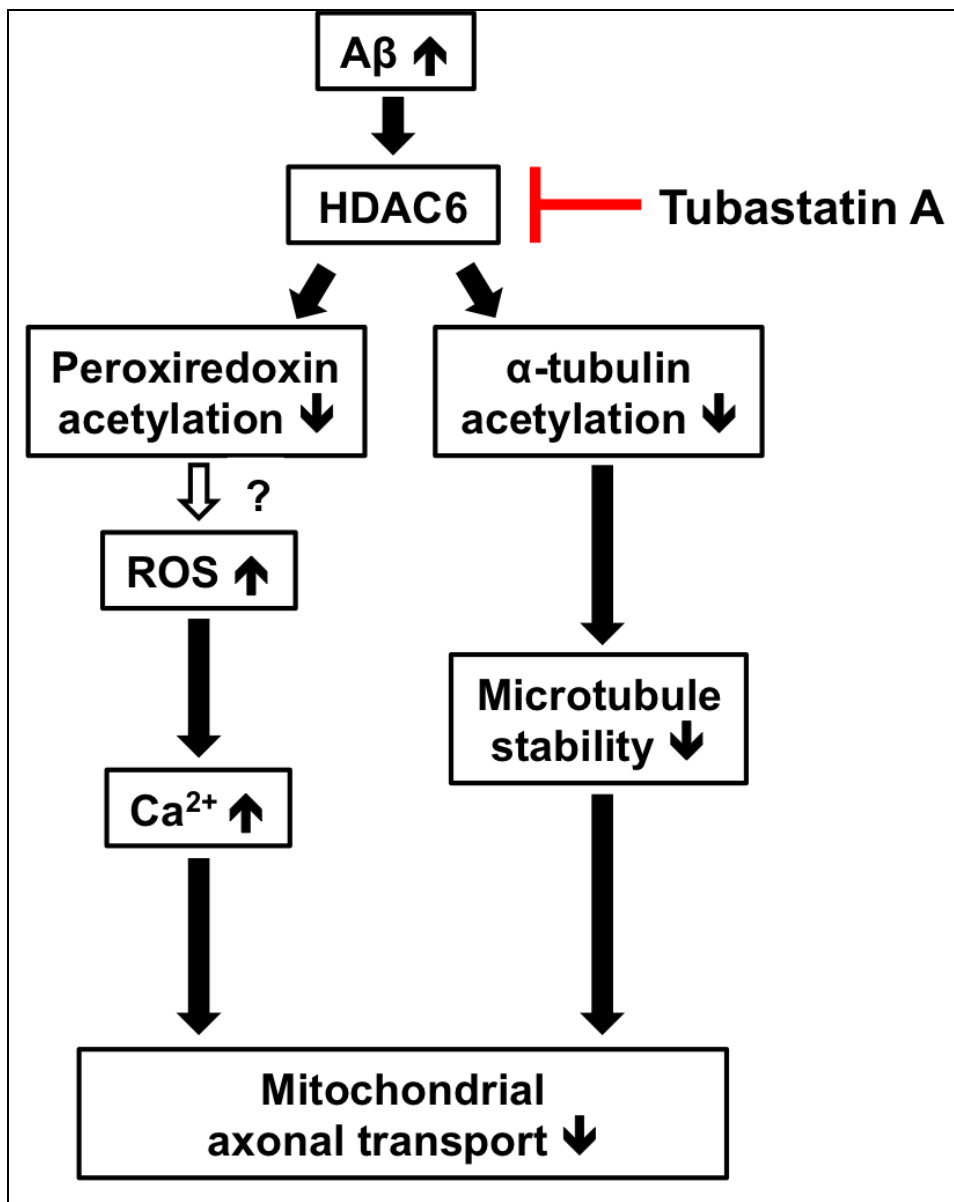 Aβ ↑
HDAC6
Tubastatin A
Peroxiredoxin
acetylation ↓
α-tubulin
acetylation ↓
?
ROS ↑
Microtubule
stability ↓
Ca²⁺ ↑
Mitochondrial
axonal transport ↓